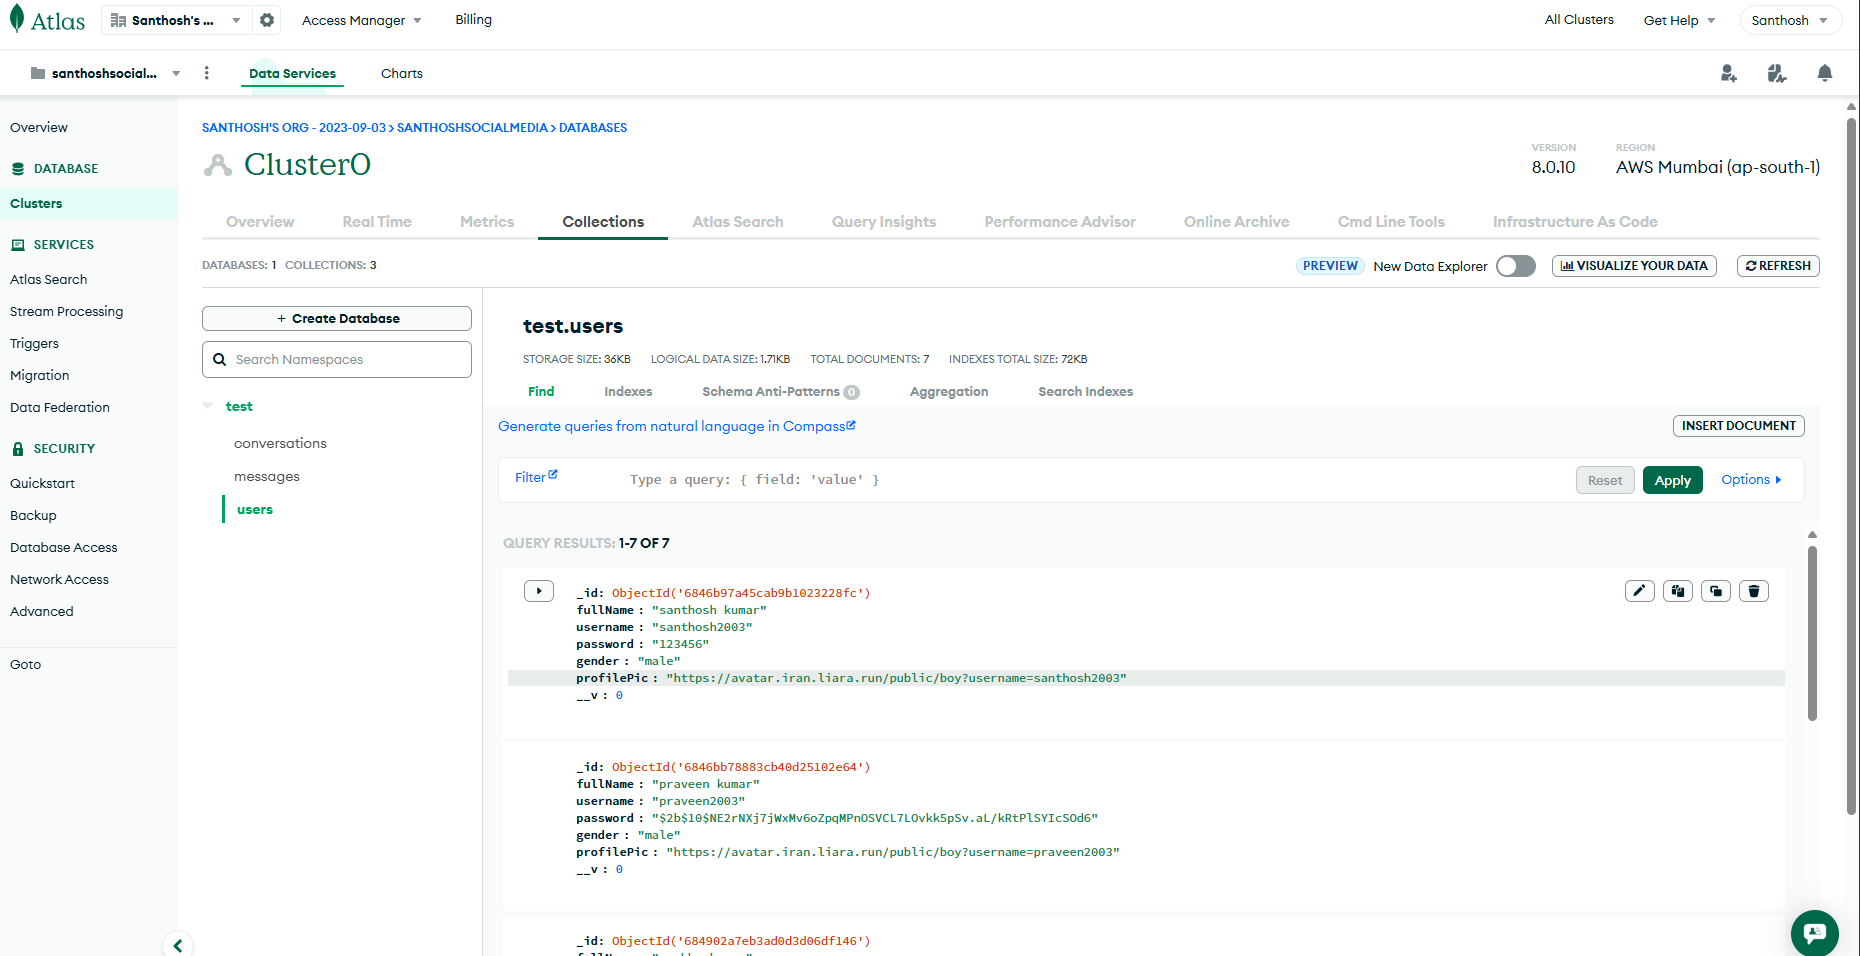 Atlas
Santhosh's ...
Access Manager
Billing
All Clusters
Get Help
Santhosh
santhoshsocial...
Data Services
Charts
Overview
DATABASE
Clusters
SERVICES
Atlas Search
Stream Processing
Triggers
Migration
Data Federation
SECURITY
Quickstart
Backup
Database Access
Network Access
Advanced
Goto
SANTHOSH'S ORG - 2023-09-03 > SANTHOSHSOCIALMEDIA > DATABASES
Cluster0
VERSION
8.0.10
REGION
AWS Mumbai (ap-south-1)
Overview
Real Time
Metrics
Collections
Atlas Search
Query Insights
Performance Advisor
Online Archive
Cmd Line Tools
Infrastructure As Code
DATABASES: 1 COLLECTIONS: 3
PREVIEW
New Data Explorer
VISUALIZE YOUR DATA
REFRESH
+ Create Database
Search Namespaces
test
conversations
messages
users
test.users
STORAGE SIZE: 36KB LOGICAL DATA SIZE: 1.71KB TOTAL DOCUMENTS: 7 INDEXES TOTAL SIZE: 72KB
Find
Indexes
Schema Anti-Patterns 0
Aggregation
Search Indexes
Generate queries from natural language in Compass
INSERT DOCUMENT
Filter
Type a query: { field: 'value' }
Reset
Apply
Options
QUERY RESULTS: 1-7 OF 7
_id: ObjectId('6846b97a45cab9b1023228fc')
fullName : "santhosh kumar"
username : "santhosh2003"
password : "123456"
gender : "male"
profilePic : "https://avatar.iran.liara.run/public/boy?username=santhosh2003"
__v : 0
_id: ObjectId('6846bb78883cb40d25102e64')
fullName : "praveen kumar"
username : "praveen2003"
password : "$2b$10$NE2rNXj7jWxMv6oZpqMPnOSVCL7LOvkk5pSv.aL/kRtPlSYIcSOd6"
gender : "male"
profilePic : "https://avatar.iran.liara.run/public/boy?username=praveen2003"
__v : 0
_id: ObjectId('684902a7eb3ad0d3d06df146')